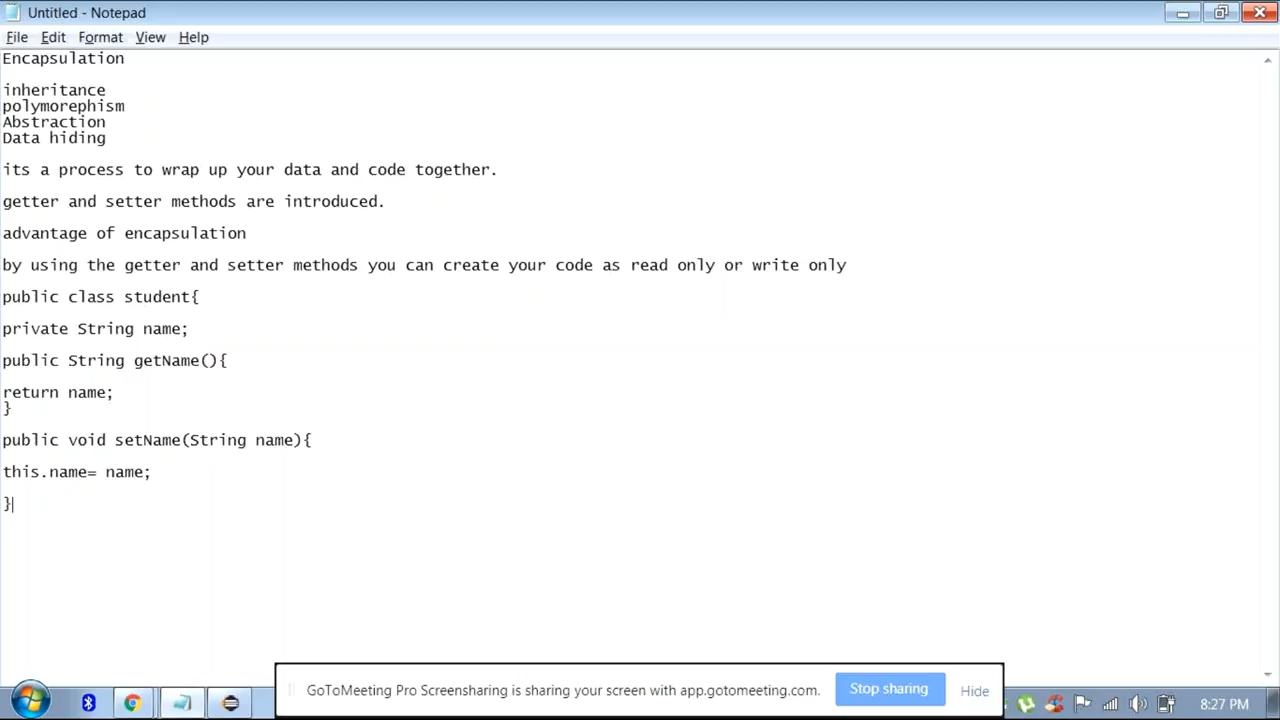 Untitled - Notepad
File Edit Format View Help
Encapsulation
inheritance
polymorephism
Abstraction
Data hiding
its a process to wrap up your data and code together.
getter and setter methods are introduced.
advantage of encapsulation
by using the getter and setter methods you can create your code as read only or write only
public class student{
private String name;
public String getName(){
return name;
}
public void setName(String name){
this.name= name;
}
GoToMeeting Pro Screensharing is sharing your screen with app.gotomeeting.com. Stop sharing Hide
8:27 PM